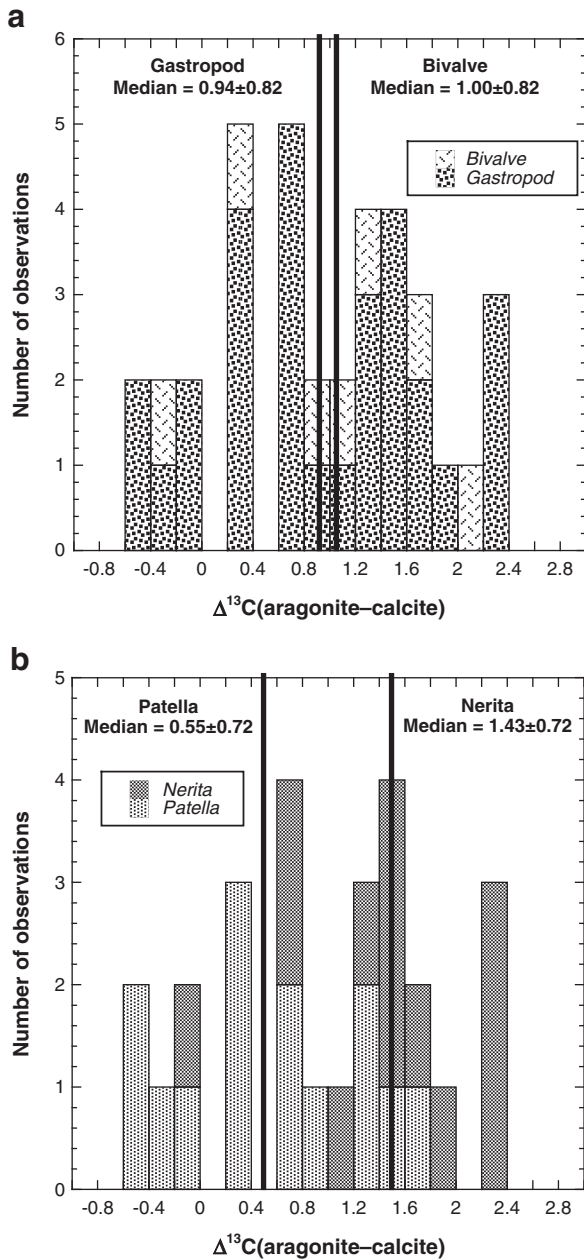 a
6
5
4
3
2
1
0
Number of observations
Gastropod
Median = 0.94±0.82
Bivalve
Median = 1.00±0.82
Bivalve
Gastropod
-0.8 -0.4 0 0.4 0.8 1.2 1.6 2 2.4 2.8
Δ¹³C(aragonite–calcite)
b
5
4
3
2
1
0
Number of observations
Patella
Median = 0.55±0.72
Nerita
Median = 1.43±0.72
Nerita
Patella
-0.8 -0.4 0 0.4 0.8 1.2 1.6 2 2.4 2.8
Δ¹³C(aragonite–calcite)